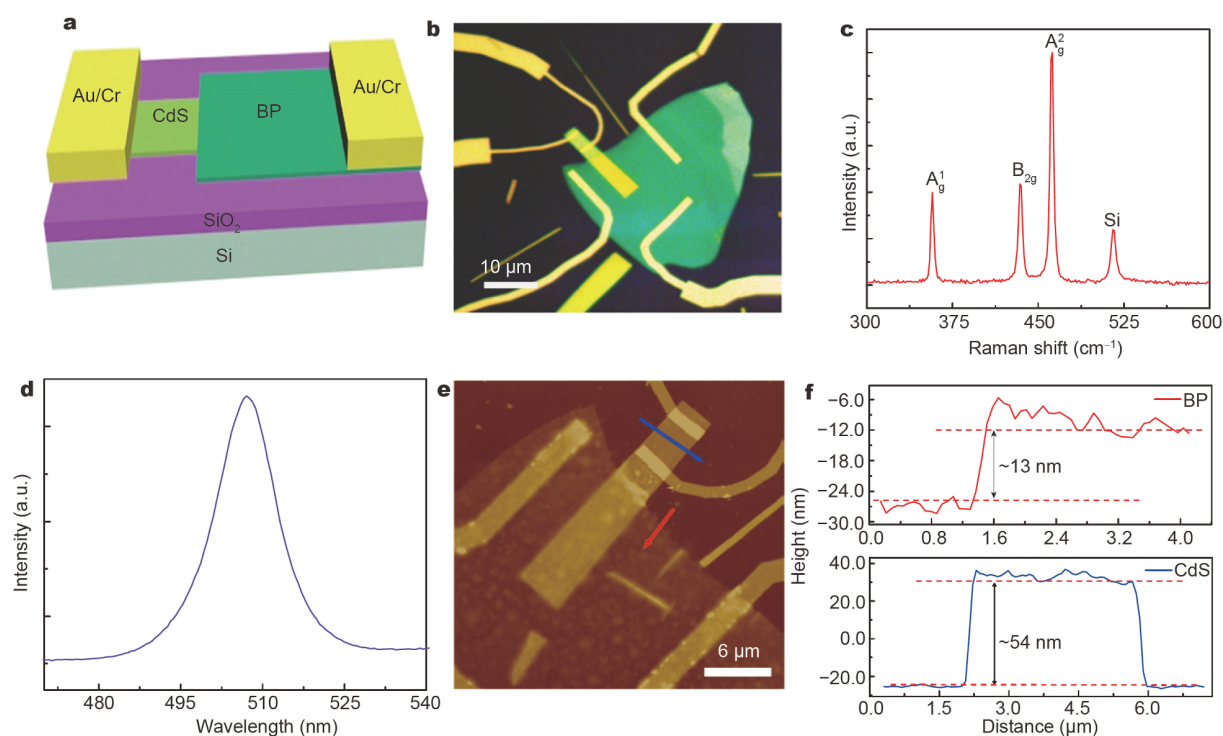 a
Au/Cr
CdS
BP
Au/Cr
SiO₂
Si
b
10 μm
c
Intensity (a.u.)
A¹g
B₂g
A²g
Si
300 375 450 525 600
Raman shift (cm⁻¹)
d
Intensity (a.u.)
480 495 510 525 540
Wavelength (nm)
e
6 μm
f
Height (nm)
−6.0
−12.0
−18.0
−24.0
−30.0
BP
~13 nm
0.0 0.8 1.6 2.4 3.2 4.0
40.0
20.0
0.0
−20.0
CdS
~54 nm
0.0 1.5 3.0 4.5 6.0
Distance (μm)